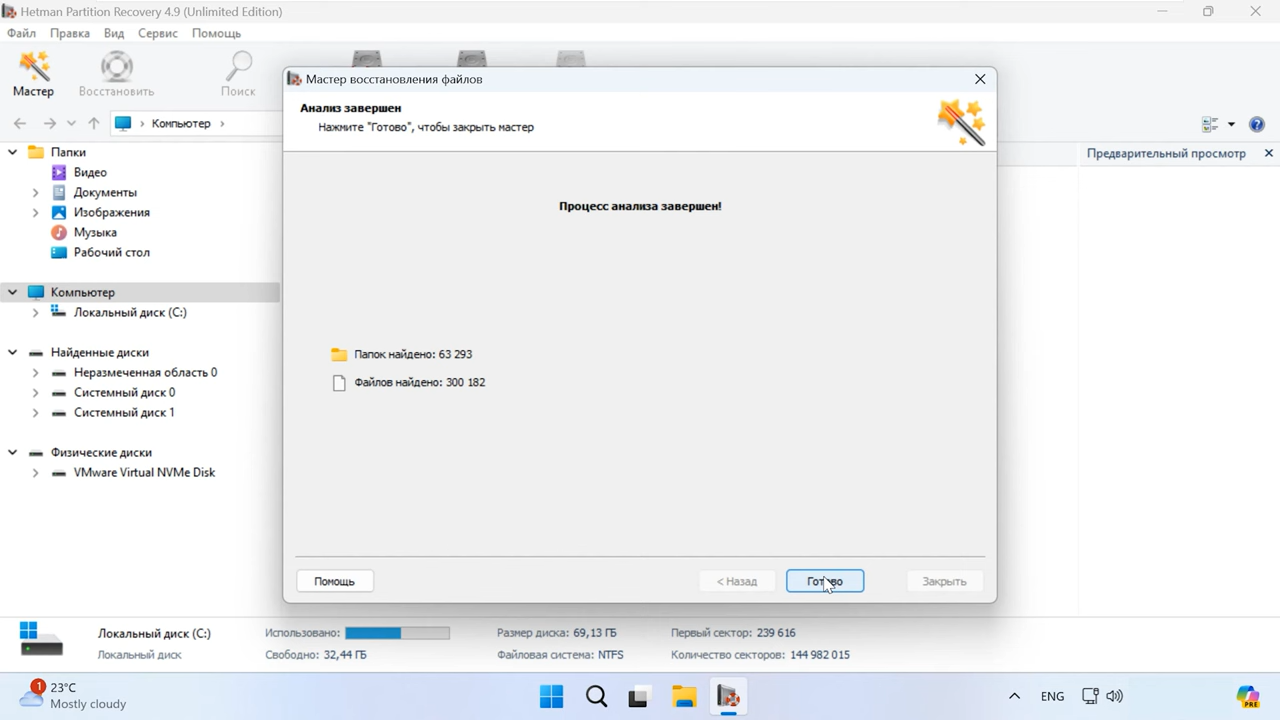 Hetman Partition Recovery 4.9 (Unlimited Edition)
Файл Правка Вид Сервис Помощь
Мастер Восстановить Поиск
Компьютер
Папки
Видео
Документы
Изображения
Музыка
Рабочий стол
Компьютер
Локальный диск (C:)
Найденные диски
Неразмеченная область 0
Системный диск 0
Системный диск 1
Физические диски
VMware Virtual NVMe Disk
Мастер восстановления файлов
Анализ завершен
Нажмите "Готово", чтобы закрыть мастер
Процесс анализа завершен!
Папок найдено: 63 293
Файлов найдено: 300 182
Помощь < Назад Готово Закрыть
Предварительный просмотр
Локальный диск (C:) Использовано: Размер диска: 69,13 ГБ Первый сектор: 239 616
Локальный диск Свободно: 32,44 ГБ Файловая система: NTFS Количество секторов: 144 982 015
1 23°C
Mostly cloudy
ENG
PRE